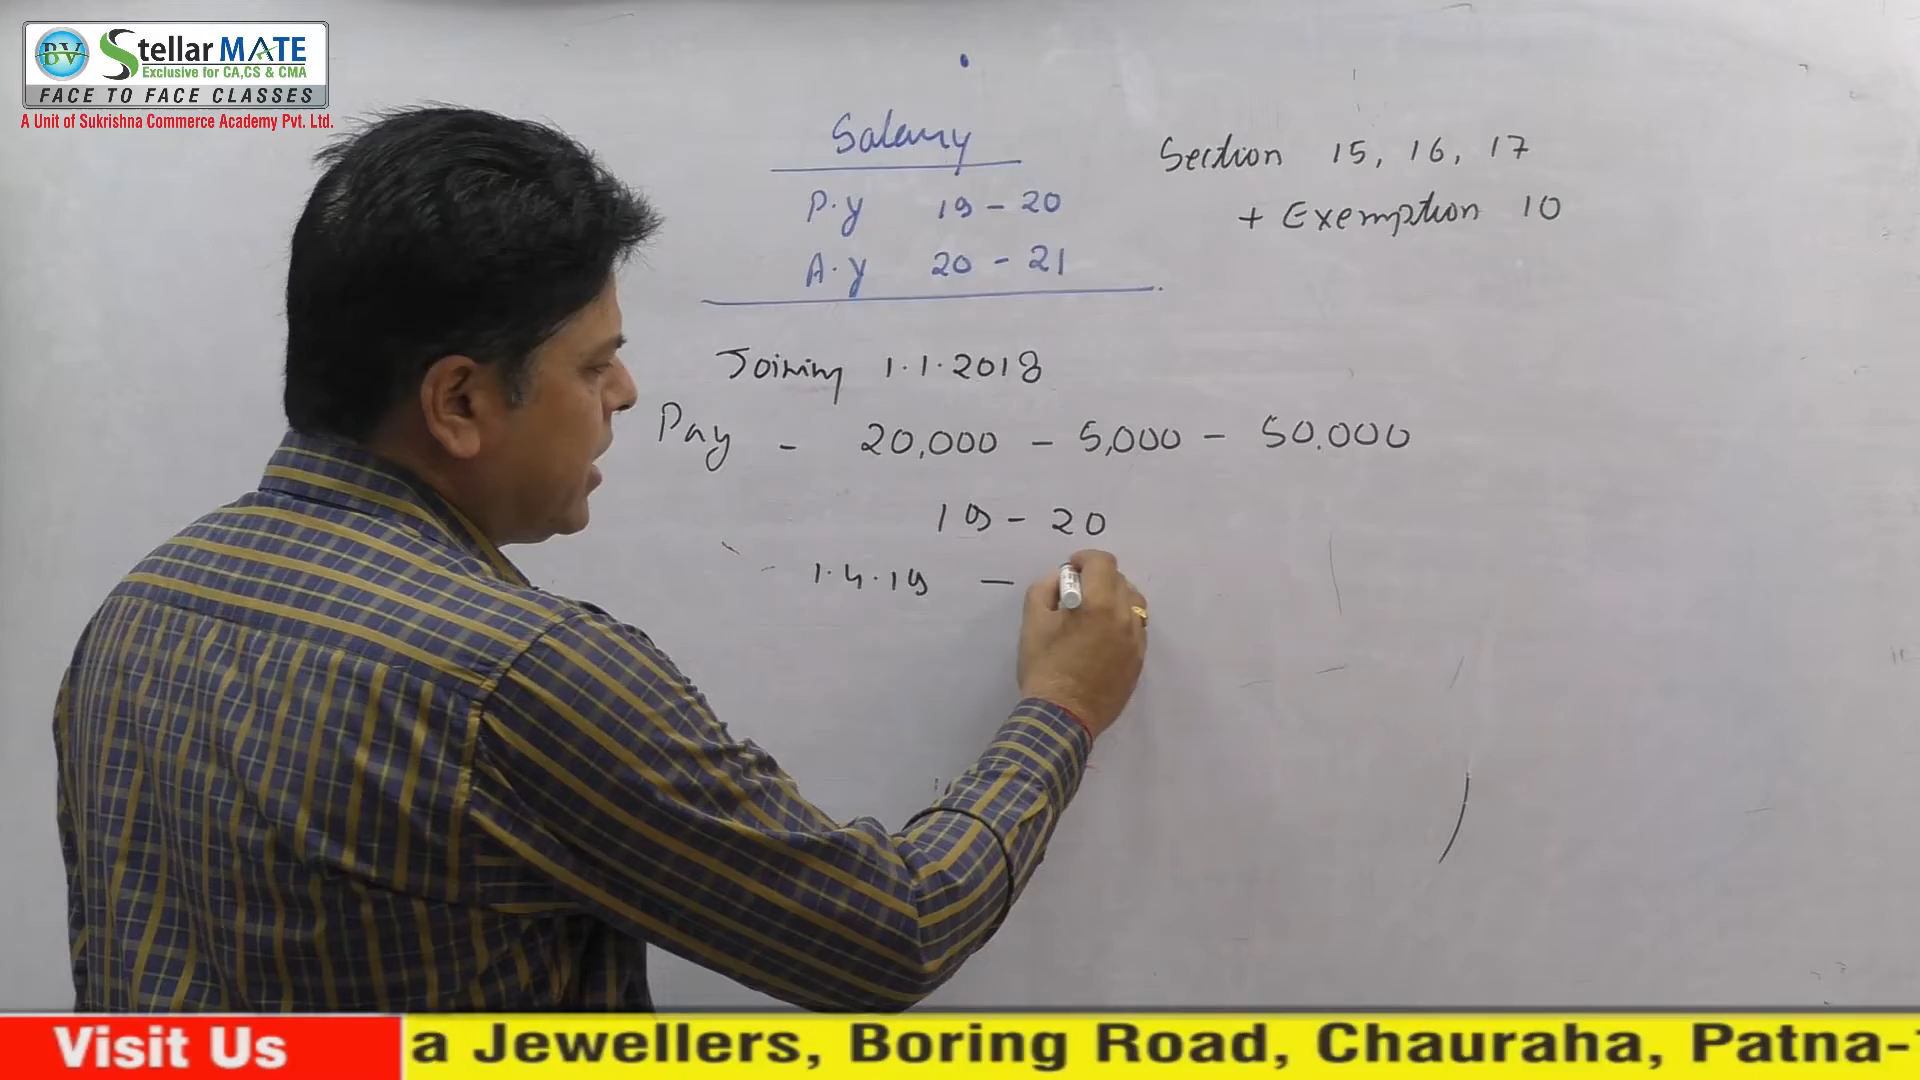 BV Stellar MATE
Exclusive for CA,CS & CMA
FACE TO FACE CLASSES
A Unit of Sukrishna Commerce Academy Pvt. Ltd.
Salary
P.y 19 - 20
A.y 20 - 21
Section 15, 16, 17
+ Exemption 10
Joining 1.1.2018
Pay - 20,000 - 5,000 - 50.000
19 - 20
1.4.19 -
Visit Us
a Jewellers, Boring Road, Chauraha, Patna-